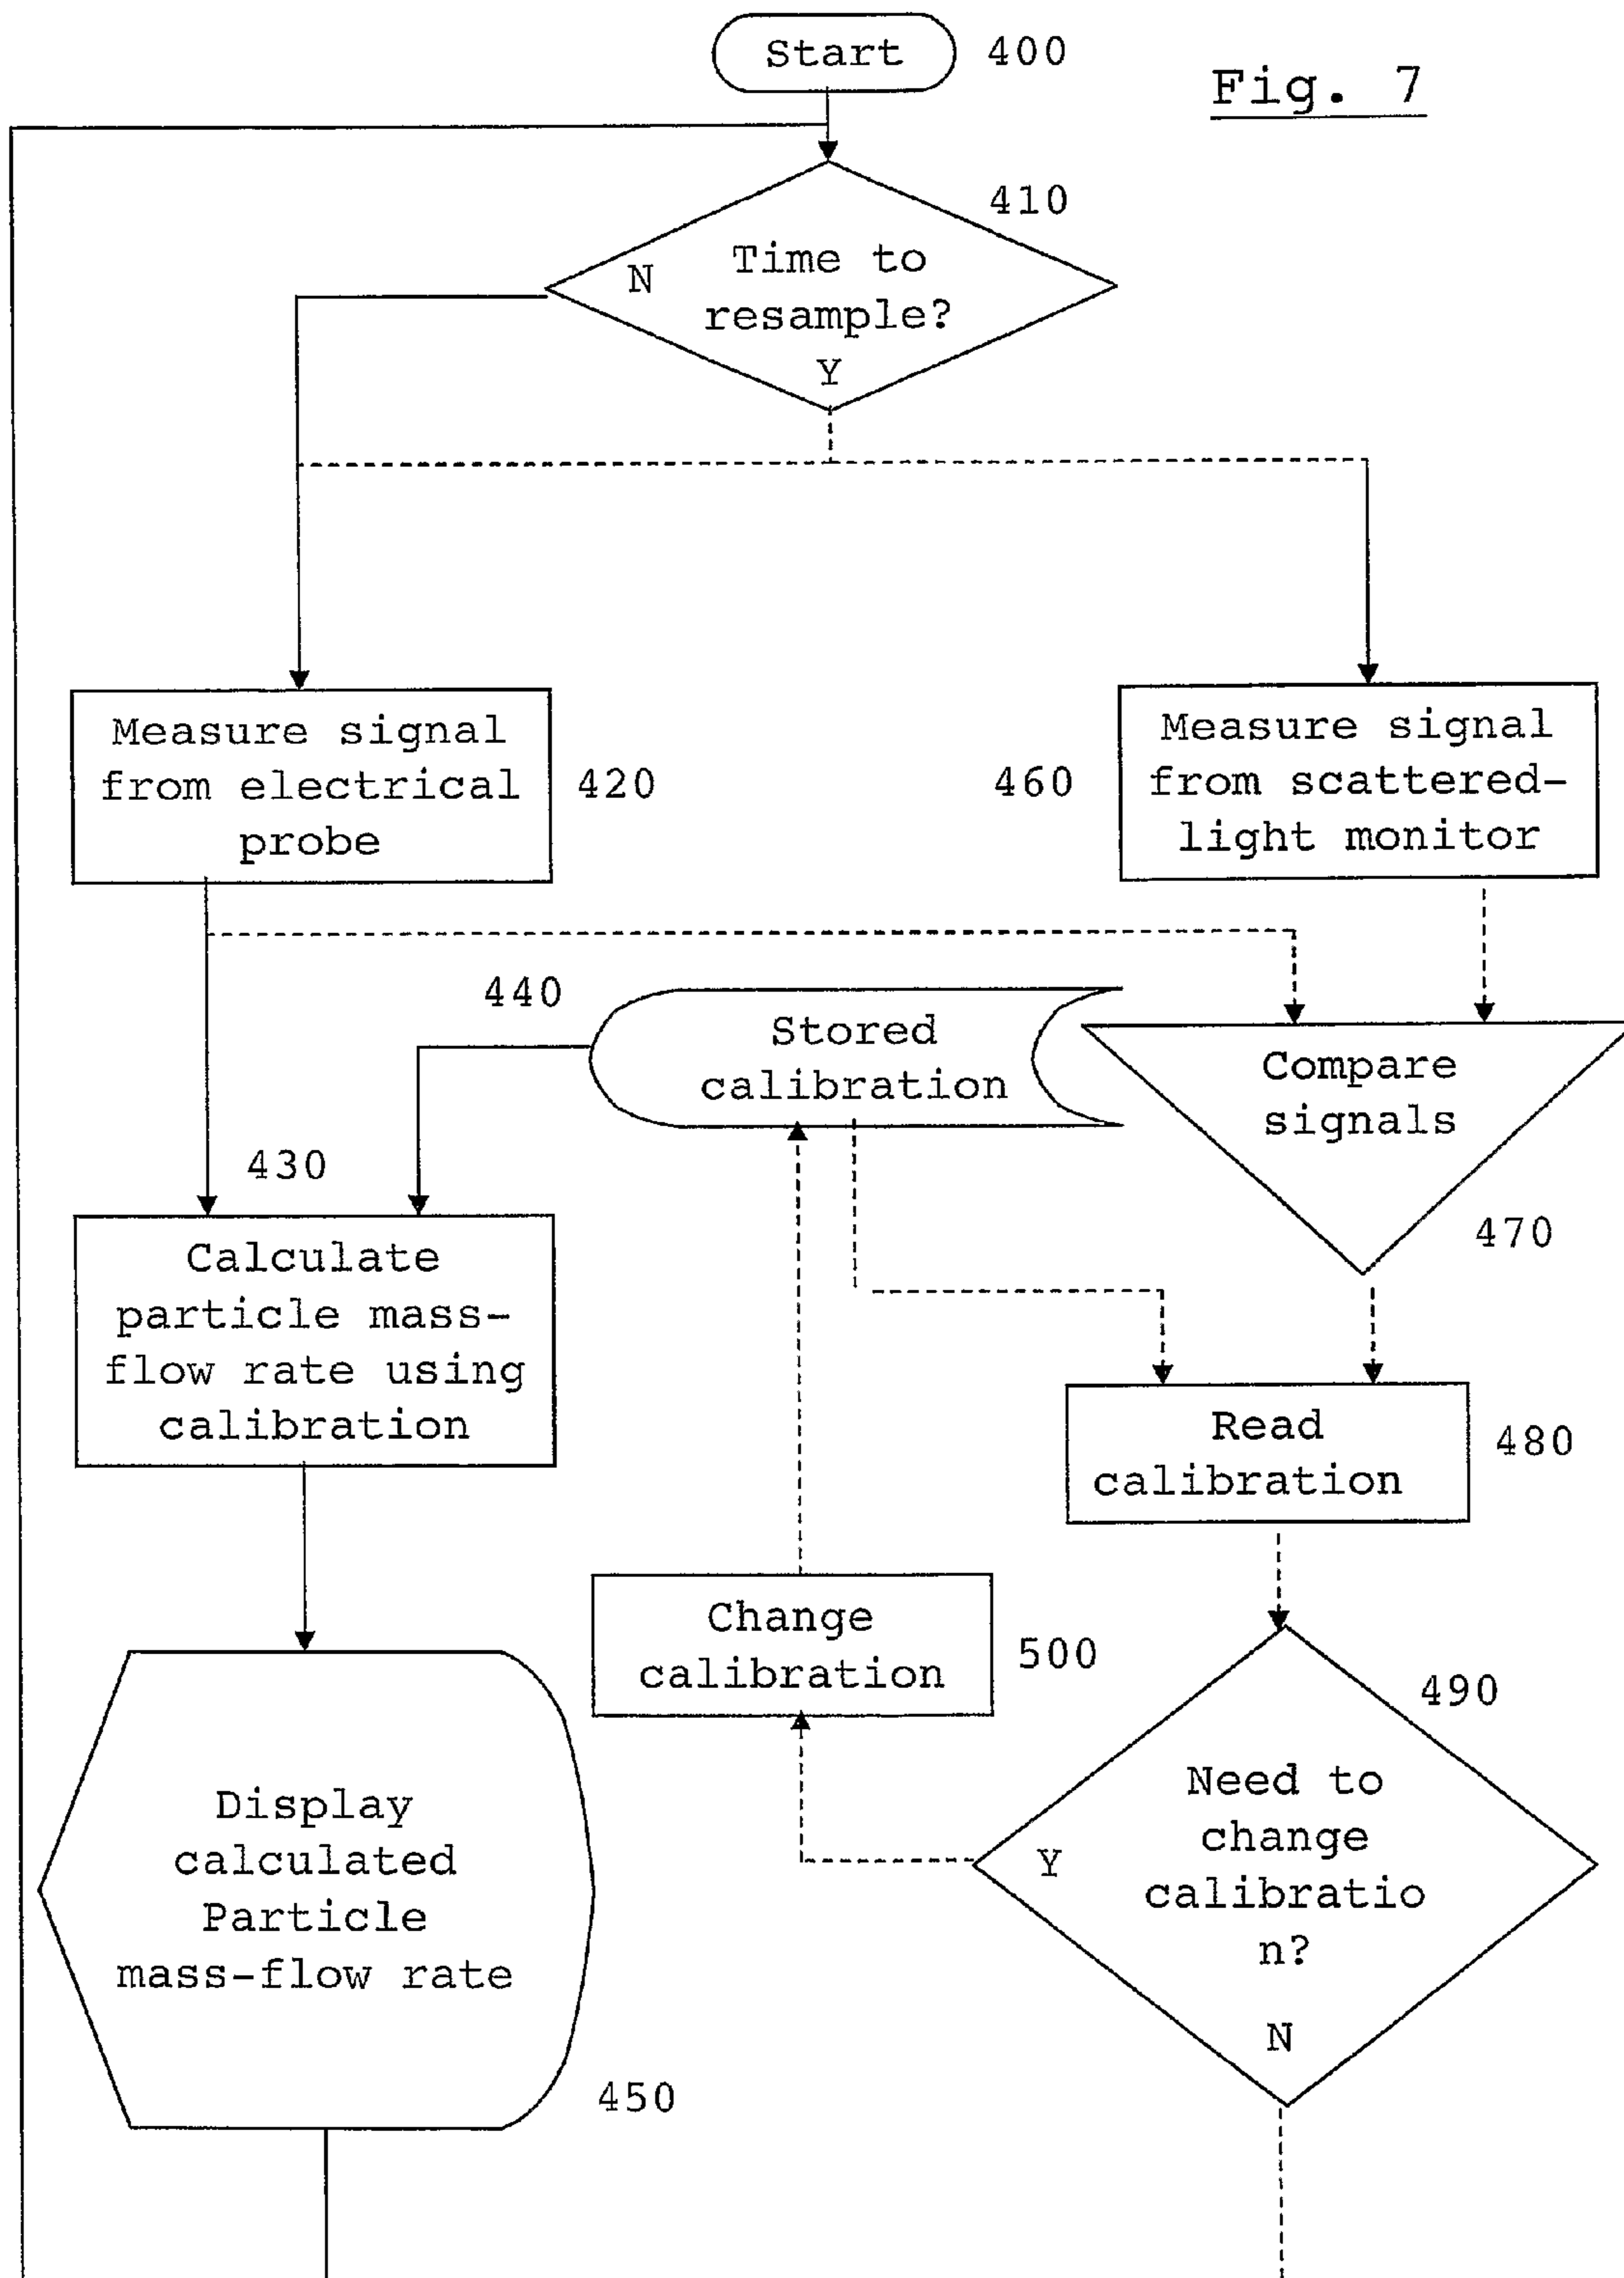 Start 400
Fig. 7
410
N Time to
resample?
Y
Measure signal
from electrical
probe
420
460
Measure signal
from scattered-
light monitor
440
Stored
calibration
Compare
signals
470
430
Calculate
particle mass-
flow rate using
calibration
Read
calibration
480
Change
calibration
500
490
Need to
change
calibratio
n?
Y
N
Display
calculated
Particle
mass-flow rate
450